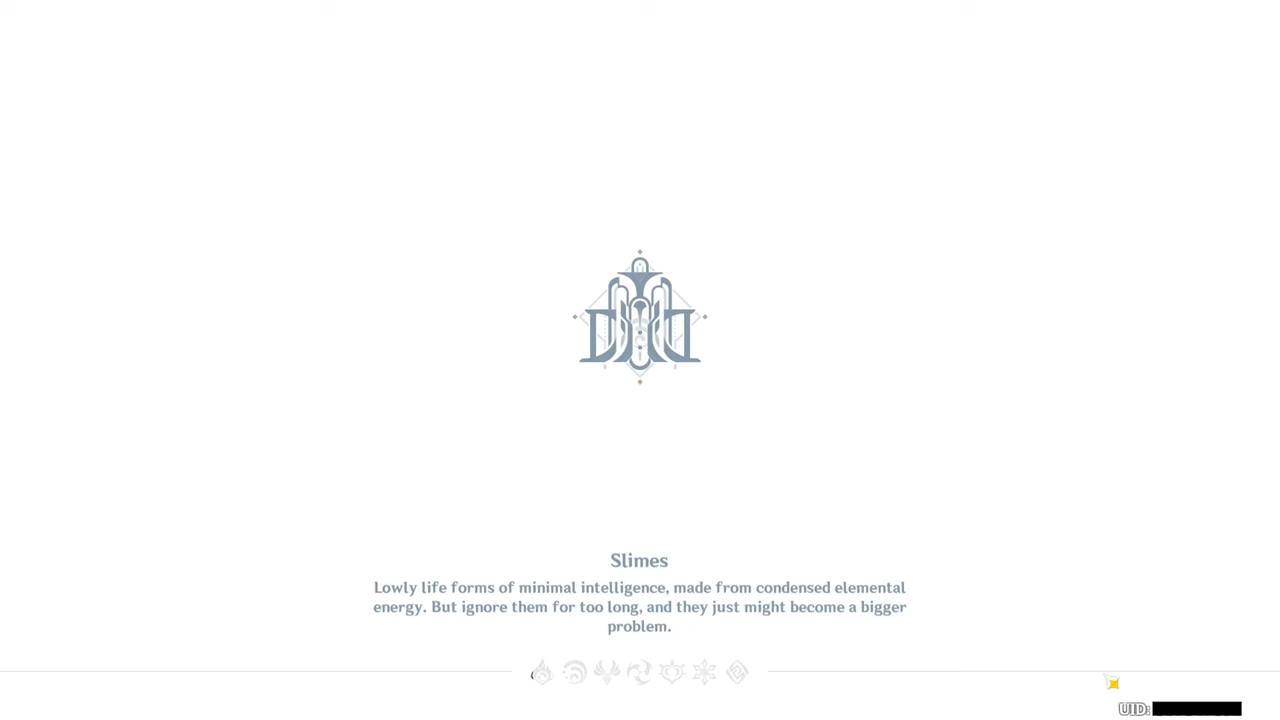 Slimes
Lowly life forms of minimal intelligence, made from condensed elemental
energy. But ignore them for too long, and they just might become a bigger
problem.
UID: